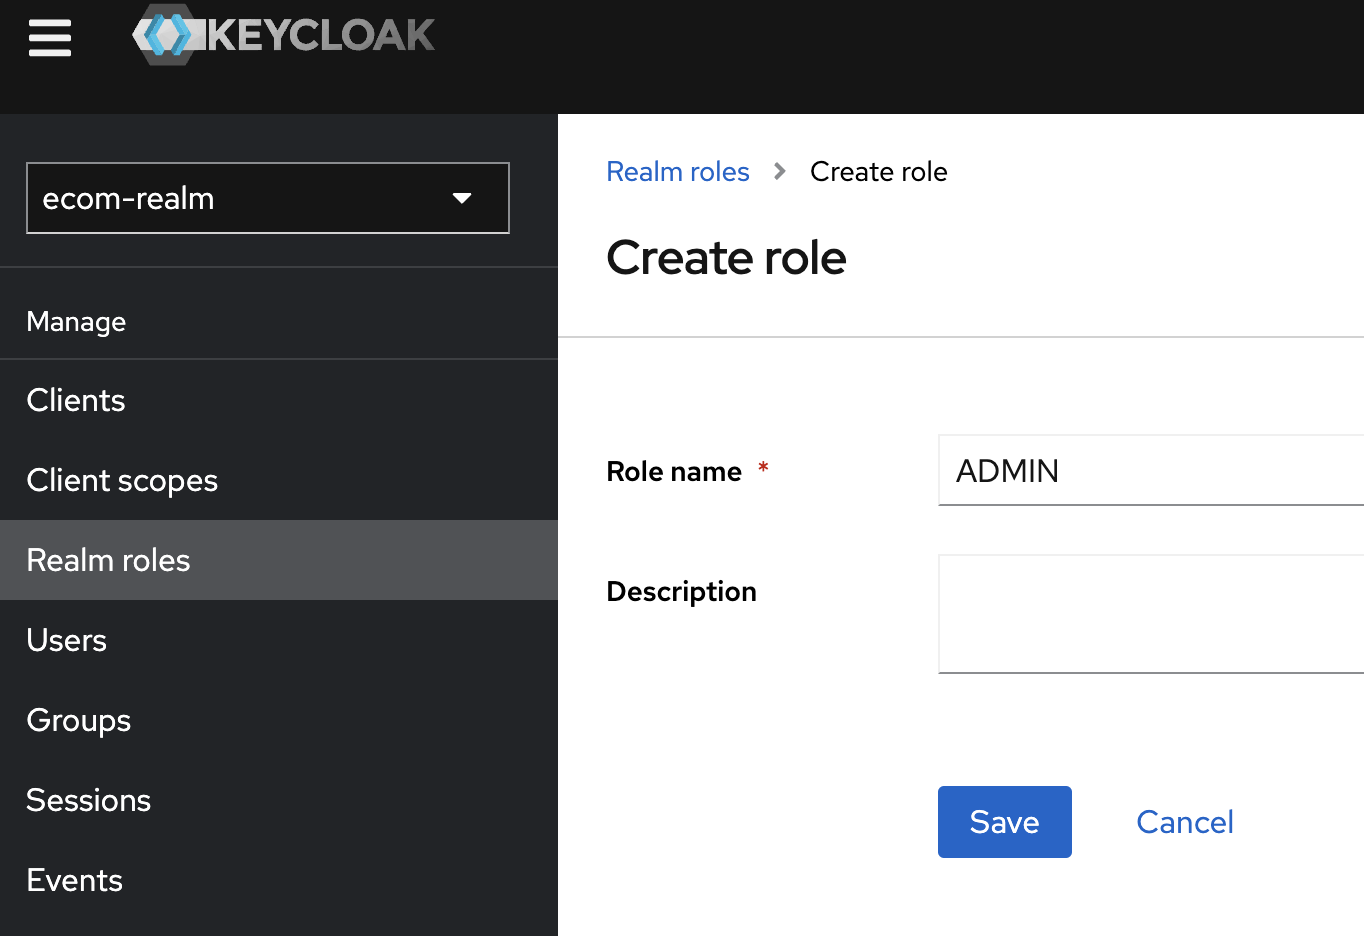 KEYCLOAK
ecom-realm
Manage
Clients
Client scopes
Realm roles
Users
Groups
Sessions
Events
Realm roles > Create role
Create role
Role name *
ADMIN
Description
Save
Cancel